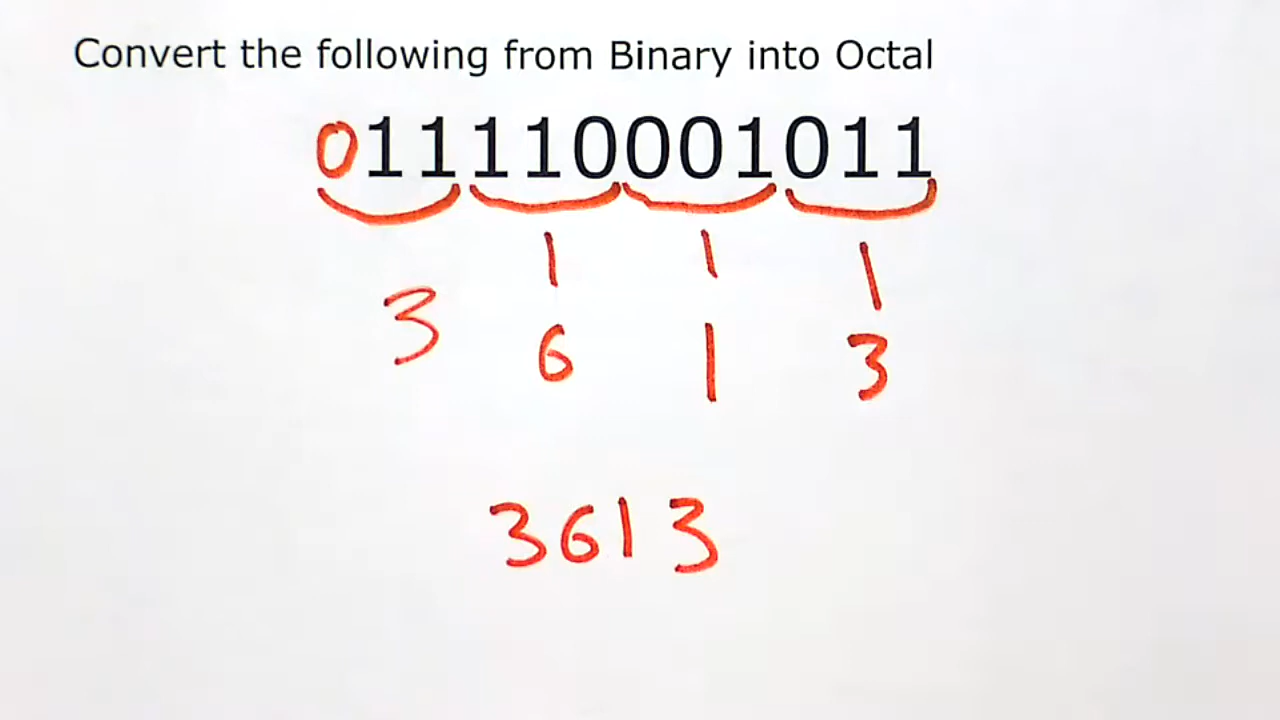 Convert the following from Binary into Octal
011110001011
1 1 1
3 6 1 3
3613